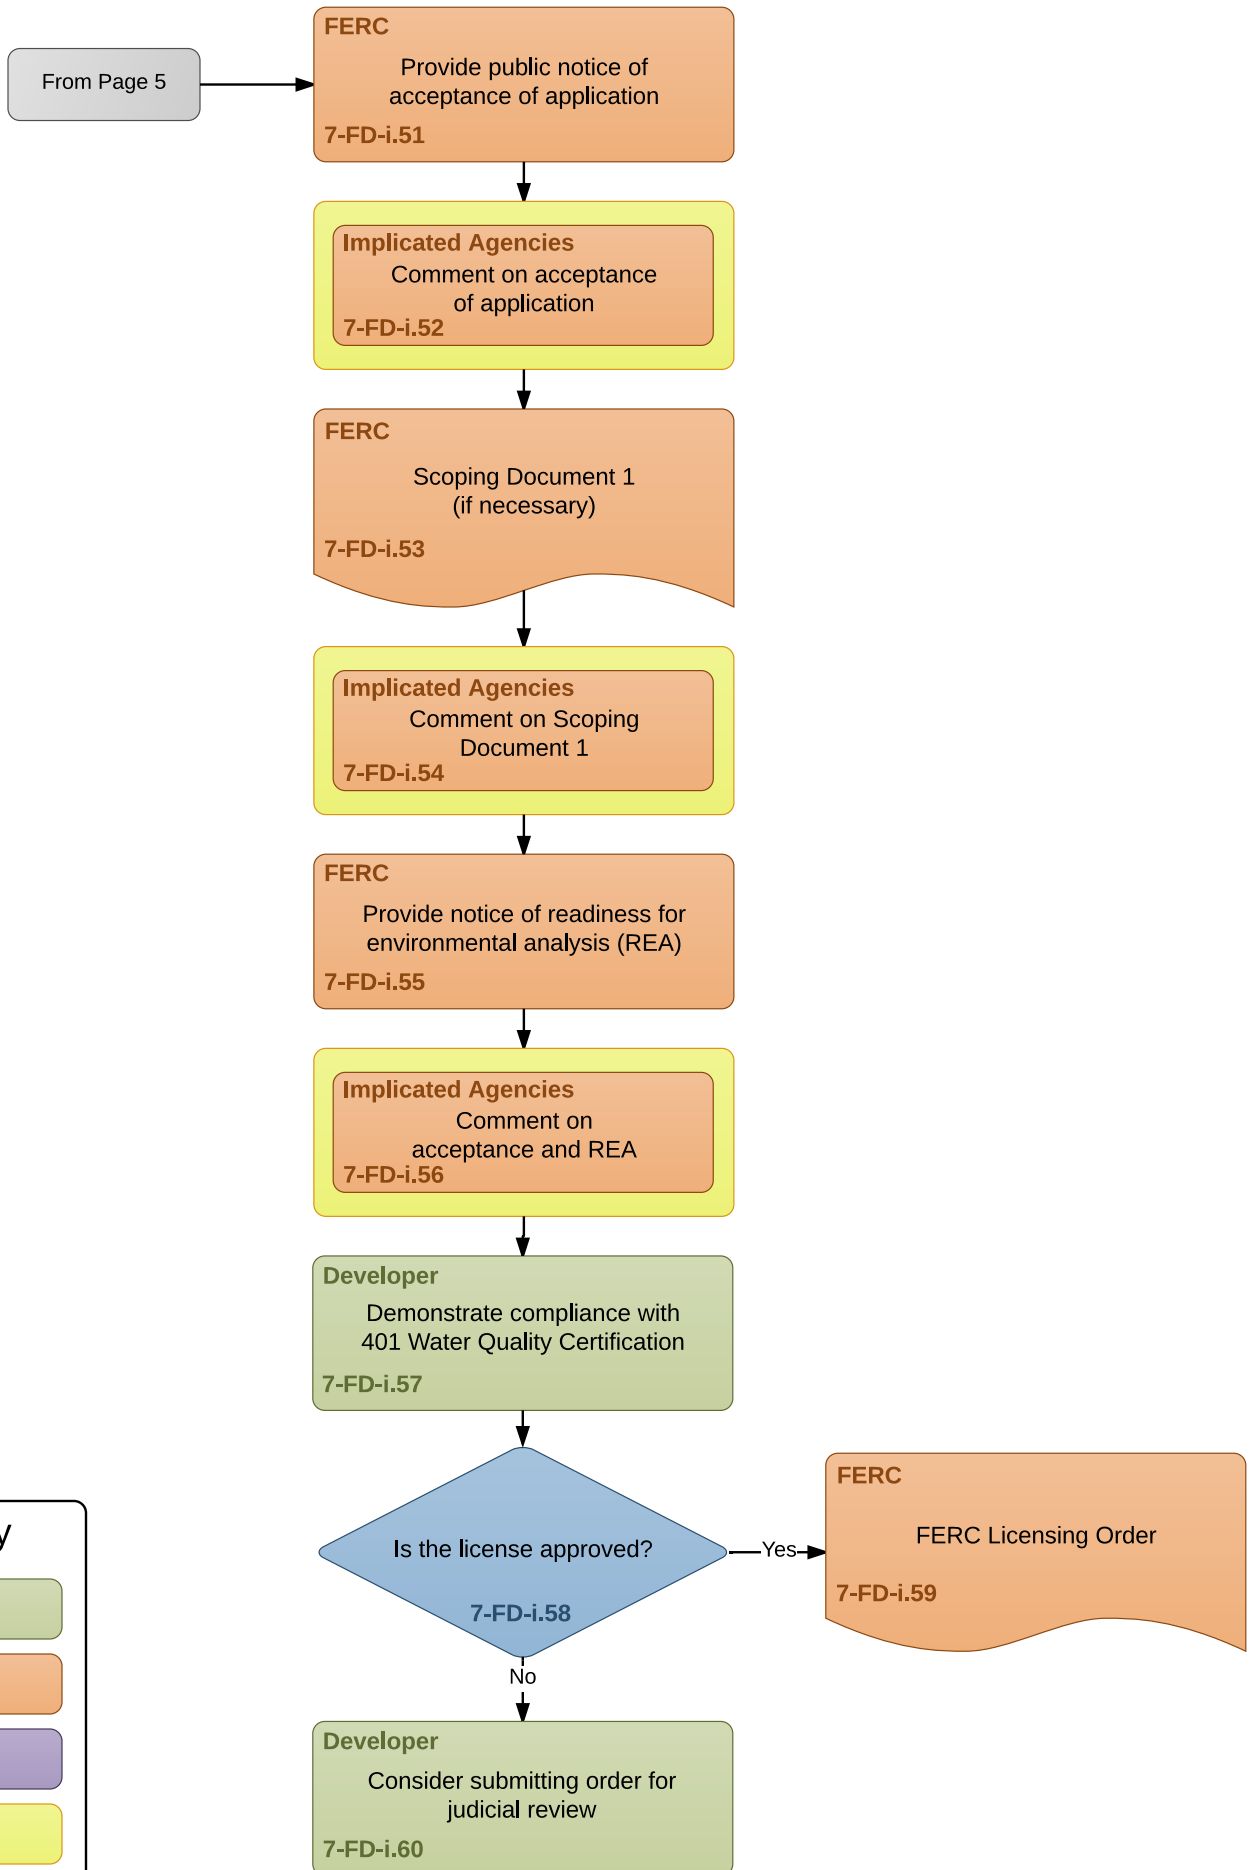 From Page 5
FERC
Provide public notice of
acceptance of application
7-FD-i.51
Implicated Agencies
Comment on acceptance
of application
7-FD-i.52
FERC
Scoping Document 1
(if necessary)
7-FD-i.53
Implicated Agencies
Comment on Scoping
Document 1
7-FD-i.54
FERC
Provide notice of readiness for
environmental analysis (REA)
7-FD-i.55
Implicated Agencies
Comment on
acceptance and REA
7-FD-i.56
Developer
Demonstrate compliance with
401 Water Quality Certification
7-FD-i.57
Is the license approved?
7-FD-i.58
Yes
FERC
FERC Licensing Order
7-FD-i.59
No
Developer
Consider submitting order for
judicial review
7-FD-i.60